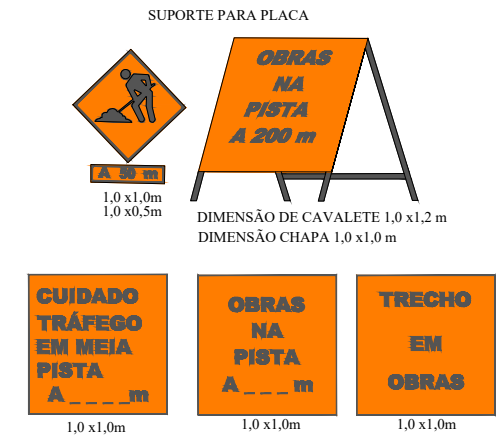 SUPORTE PARA PLACA
OBRAS
NA
PISTA
A 200 m
A 50 m
1,0 x1,0m
1,0 x0,5m
DIMENSÃO DE CAVALETE 1,0 x1,2 m
DIMENSÃO CHAPA 1,0 x1,0 m
CUIDADO
TRÁFEGO
EM MEIA
PISTA
A _ _ _ _ m
1,0 x1,0m
OBRAS
NA
PISTA
A _ _ _ m
1,0 x1,0m
TRECHO
EM
OBRAS
1,0 x1,0m